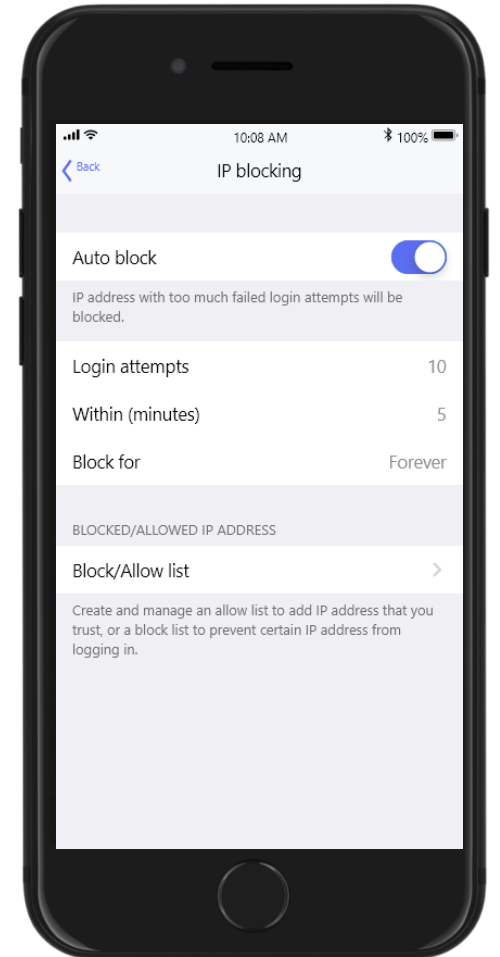 10:08 AM
100%
Back
IP blocking
Auto block
IP address with too much failed login attempts will be
blocked.
Login attempts 10
Within (minutes) 5
Block for Forever
BLOCKED/ALLOWED IP ADDRESS
Block/Allow list
Create and manage an allow list to add IP address that you
trust, or a block list to prevent certain IP address from
logging in.